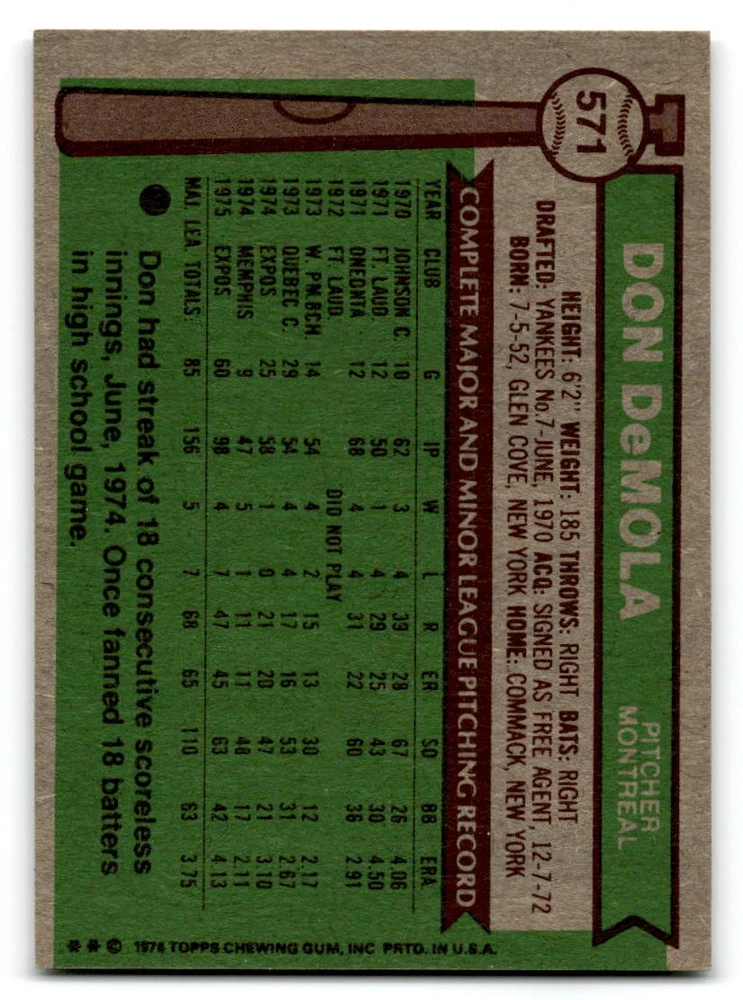 571
DON DeMOLA
PITCHER
MONTREAL
HEIGHT: 6'2" WEIGHT: 185 THROWS: RIGHT BATS: RIGHT
DRAFTED: YANKEES No.7-JUNE, 1970 ACQ: SIGNED AS FREE AGENT, 12-7-72
BORN: 7-5-52, GLEN COVE, NEW YORK HOME: COMMACK, NEW YORK
COMPLETE MAJOR AND MINOR LEAGUE PITCHING RECORD
YEAR CLUB G IP W L R ER SO BB ERA
1970 JOHNSON C. 10 62 3 4 39 28 67 26 4.06
1971 FT. LAUD. 12 50 1 4 29 25 43 30 4.50
1971 ONEONTA 12 68 4 4 31 22 60 36 2.91
1972 FT. LAUD. DID NOT PLAY
1973 W. PM.BCH. 14 54 4 2 15 13 30 12 2.17
1973 QUEBEC C. 29 54 4 4 17 16 53 31 2.67
1974 EXPOS 25 58 1 0 21 20 47 21 3.10
1974 MEMPHIS 9 47 5 1 11 11 48 17 2.11
1975 EXPOS 60 98 4 7 47 45 63 42 4.13
MAJ. LEA. TOTALS: 85 156 5 7 68 65 110 63 3.75
Don had streak of 18 consecutive scoreless
innings, June, 1974. Once fanned 18 batters
in high school game.
** © 1976 TOPPS CHEWING GUM, INC PRTD. IN U.S.A.